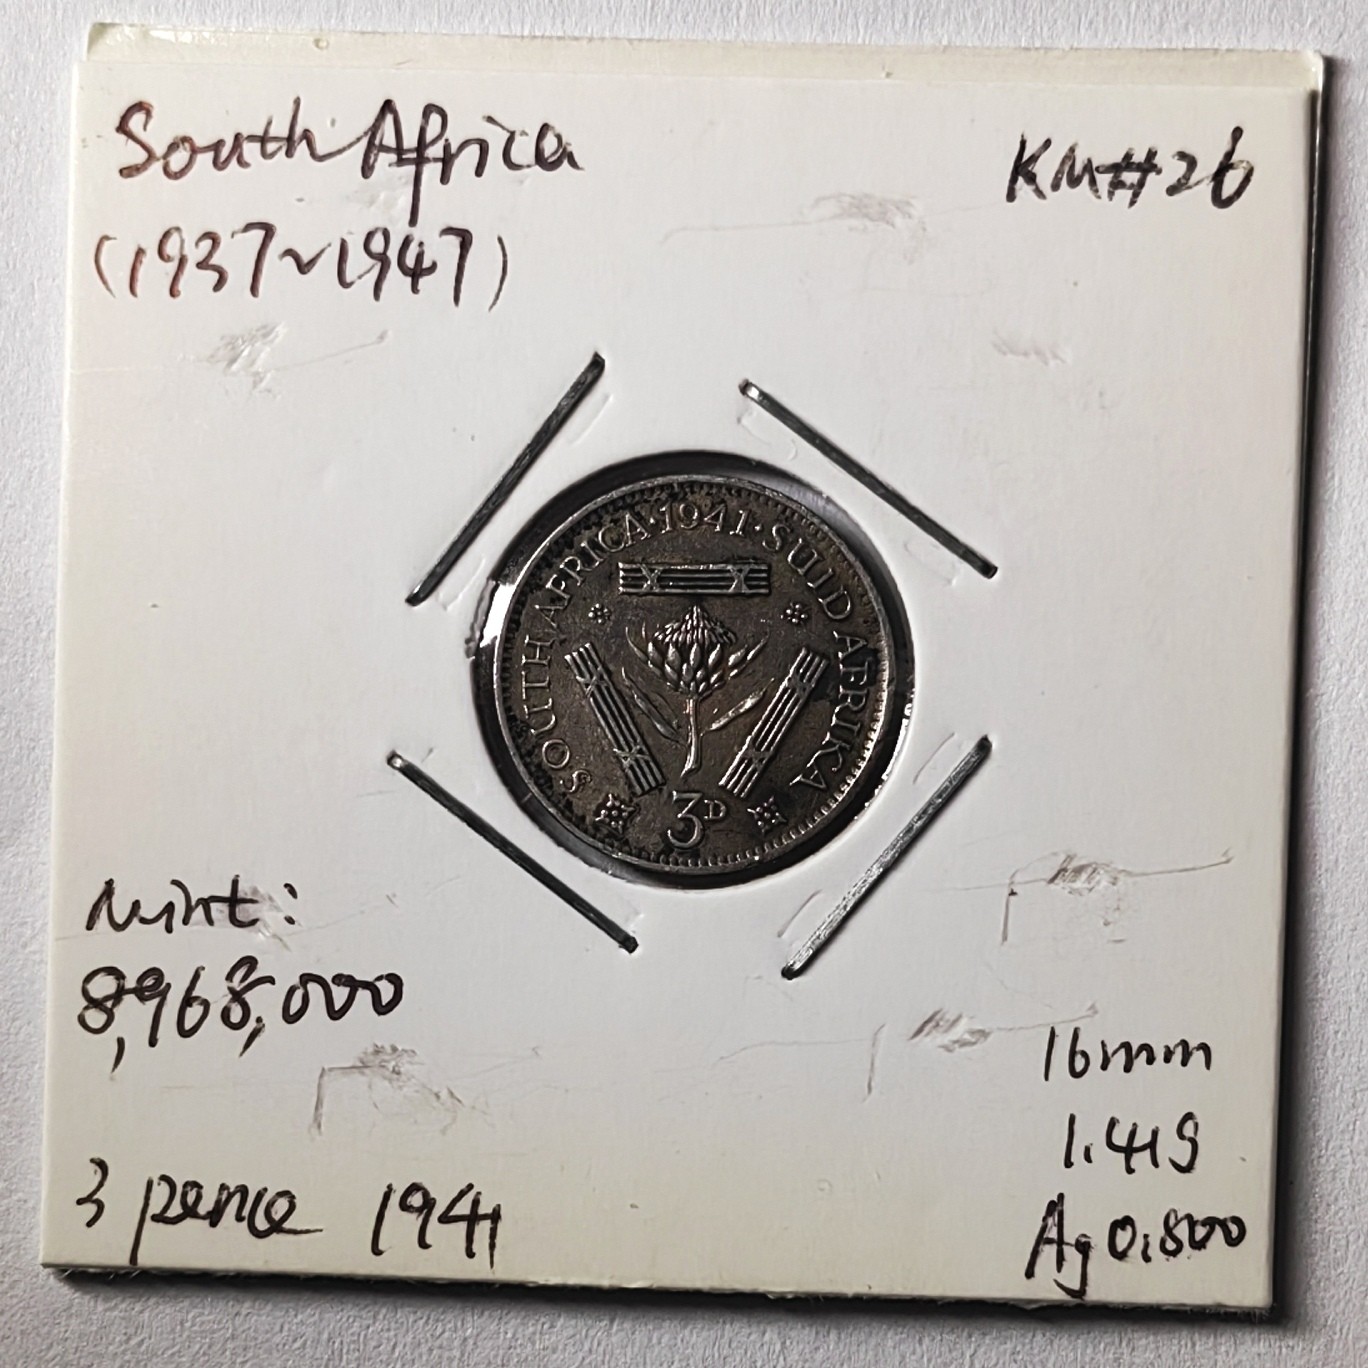 South Africa
KM#26
(1937~1947)
SOUTH AFRICA · 1941 · SUID AFRIKA
3D
Mint:
8,968,000
16mm
1.41g
3 pence 1941
Ag 0.800